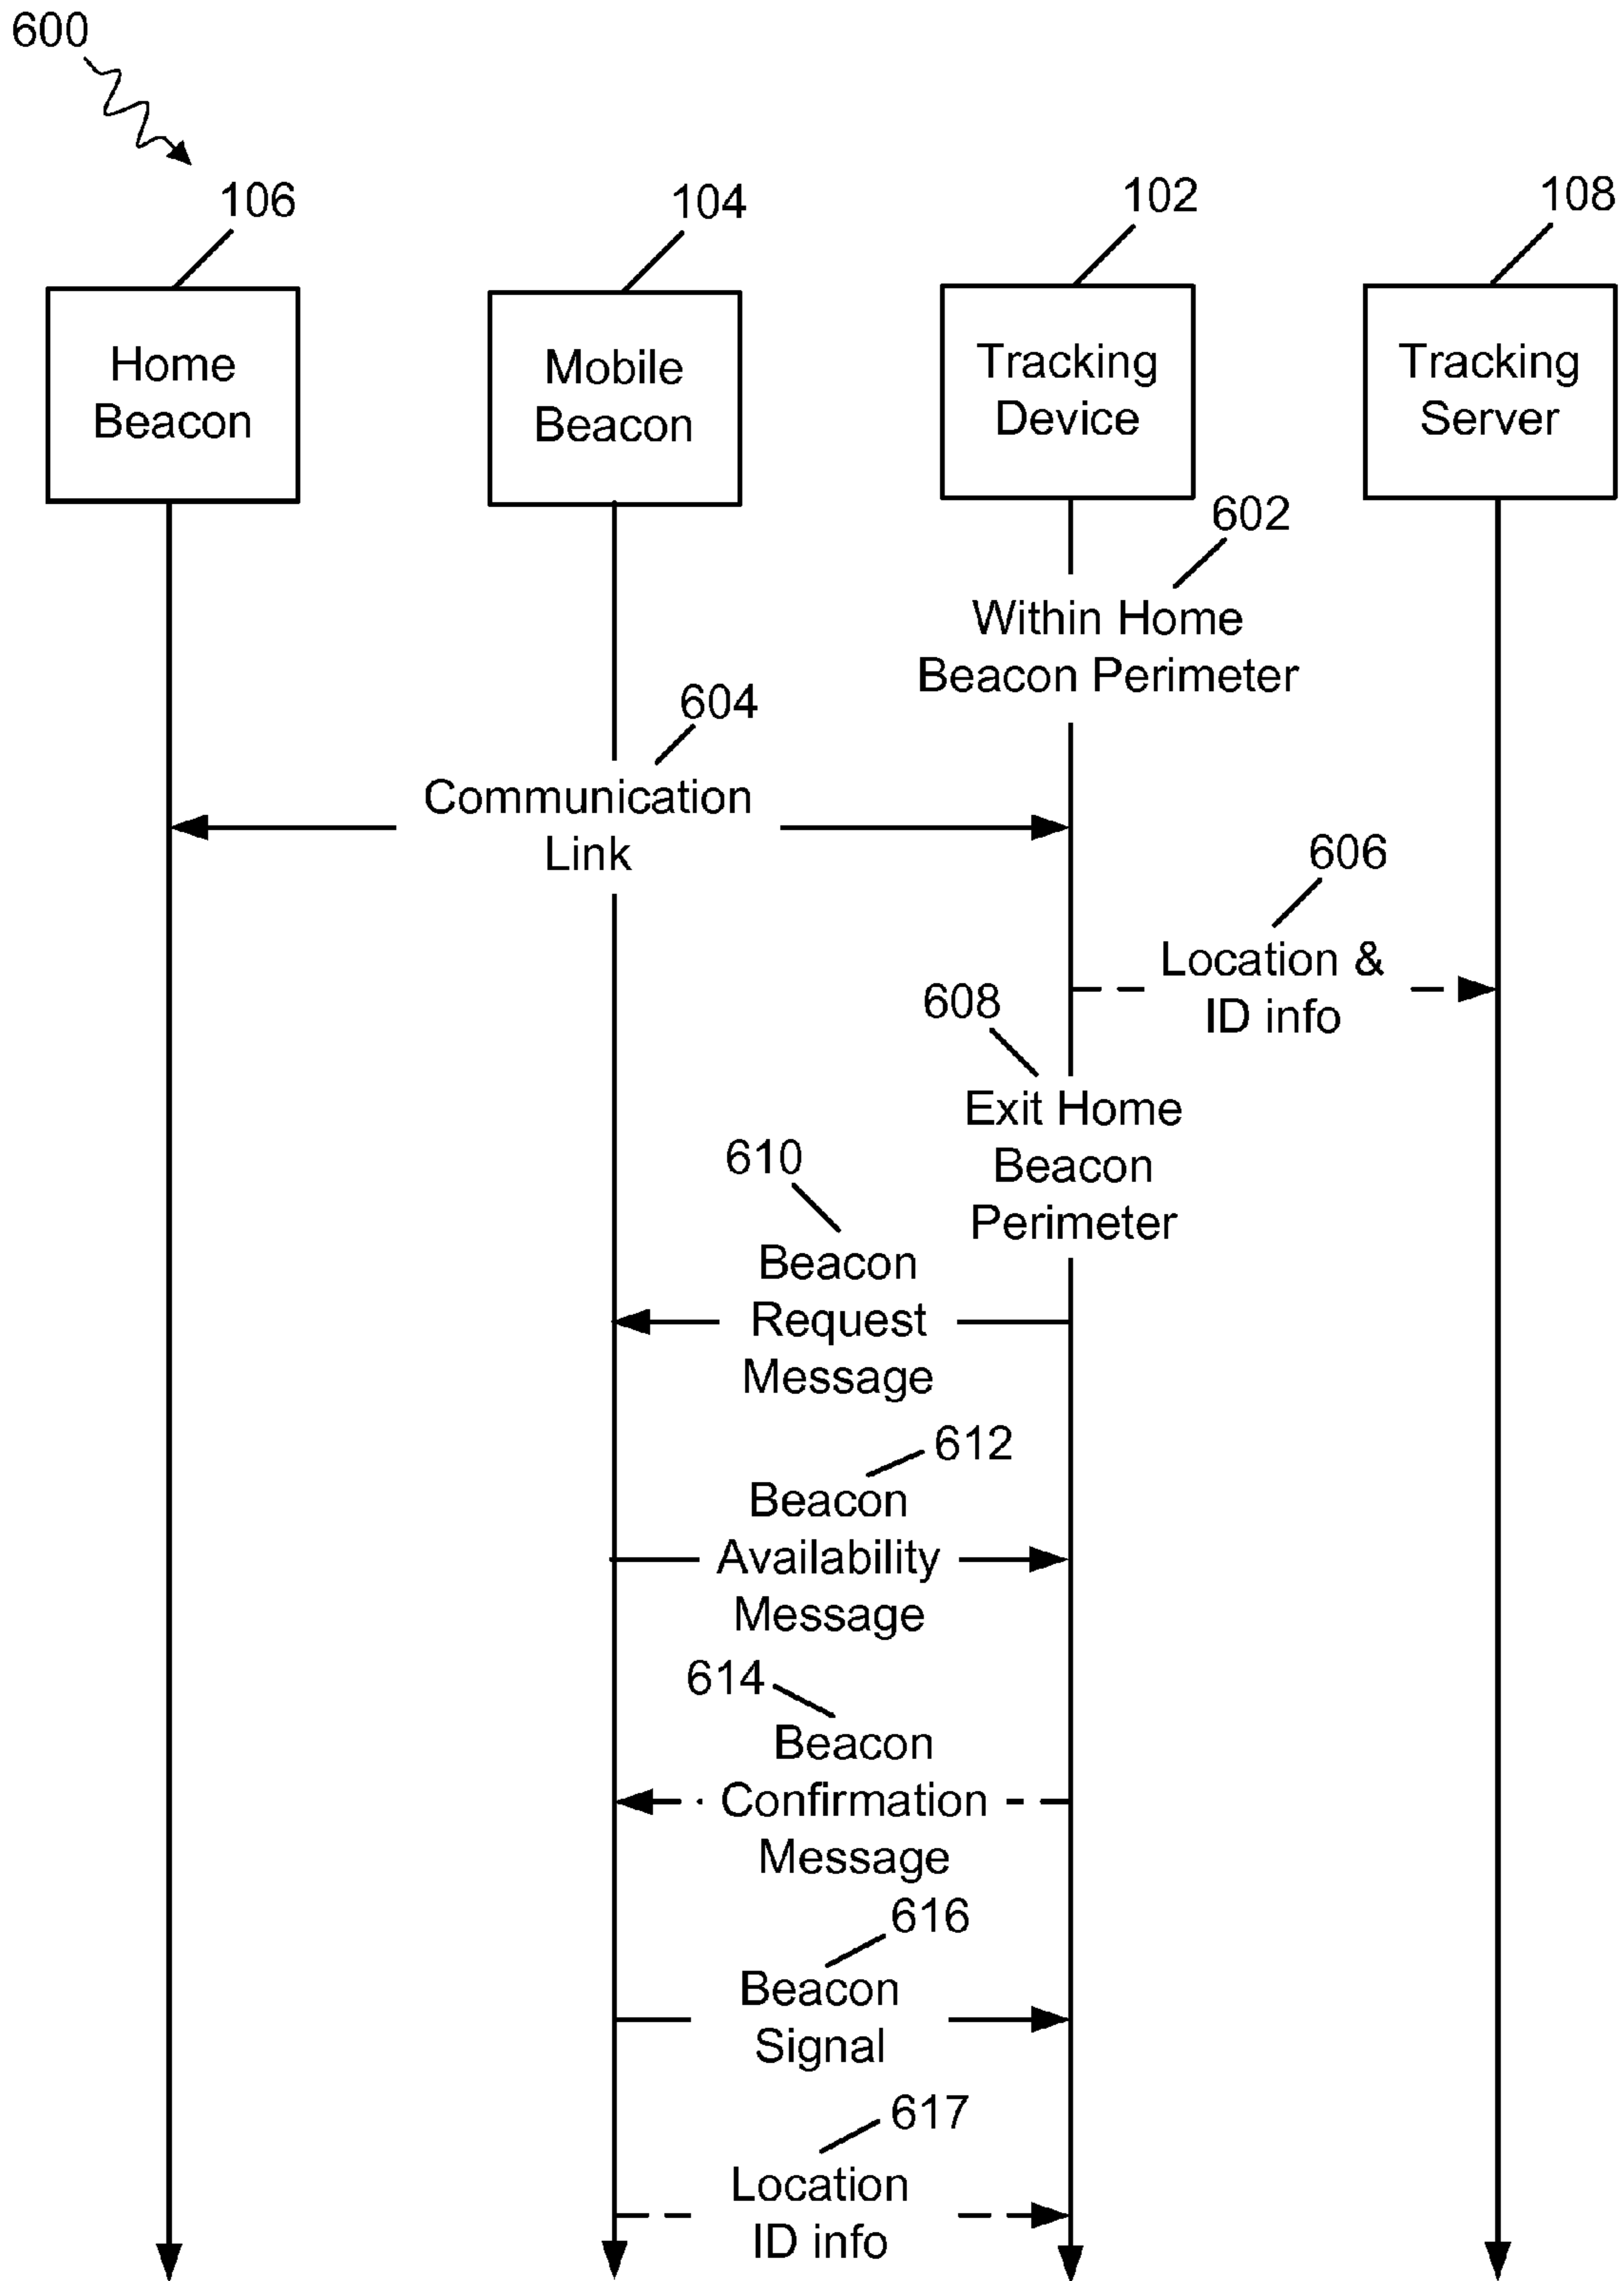 600
106
104
102
108
Home
Beacon
Mobile
Beacon
Tracking
Device
Tracking
Server
602
Within Home
Beacon Perimeter
604
Communication
Link
606
Location &
ID info
608
Exit Home
Beacon
Perimeter
610
Beacon
Request
Message
612
Beacon
Availability
Message
614
Beacon
Confirmation
Message
616
Beacon
Signal
617
Location
ID info